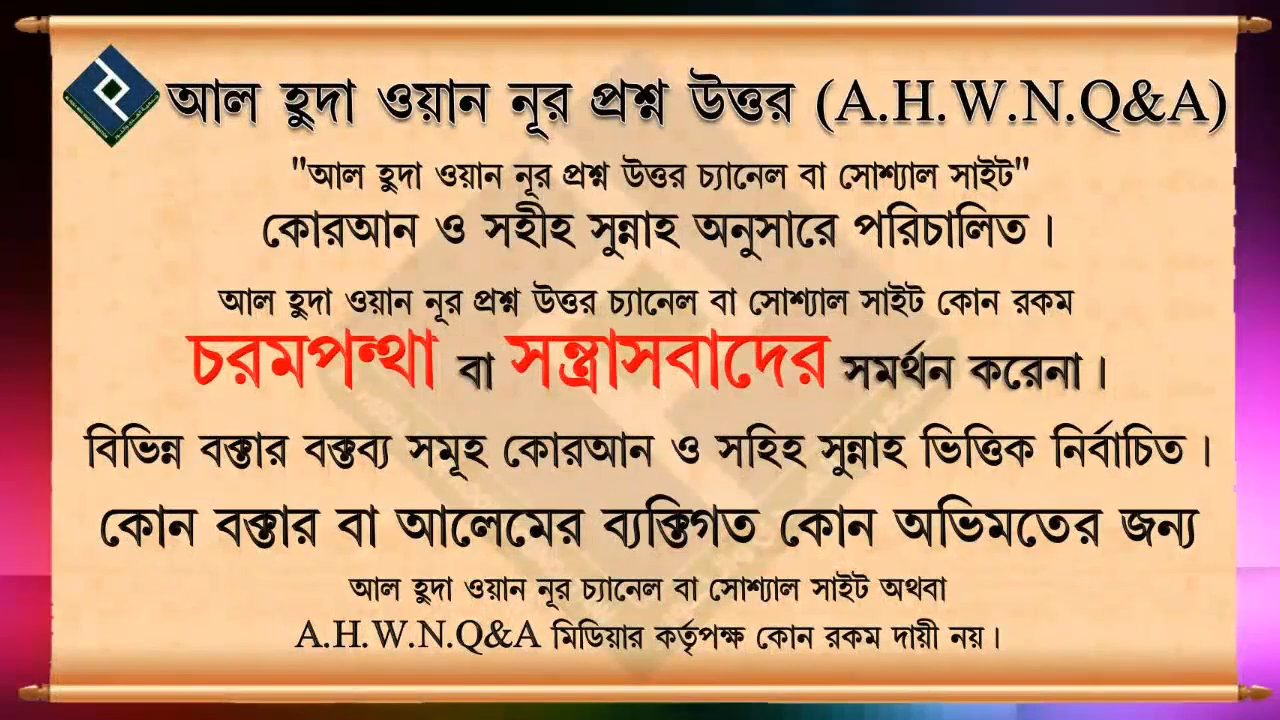 আল হুদা ওয়ান নূর প্রশ্ন উত্তর (A.H.W.N.Q&A)
"আল হুদা ওয়ান নূর প্রশ্ন উত্তর চ্যানেল বা সোশ্যাল সাইট"
কোরআন ও সহীহ সুন্নাহ অনুসারে পরিচালিত ।
আল হুদা ওয়ান নূর প্রশ্ন উত্তর চ্যানেল বা সোশ্যাল সাইট কোন রকম
চরমপন্থা বা সন্ত্রাসবাদের সমর্থন করেনা ।
বিভিন্ন বক্তার বক্তব্য সমূহ কোরআন ও সহিহ সুন্নাহ ভিত্তিক নির্বাচিত ।
কোন বক্তার বা আলেমের ব্যক্তিগত কোন অভিমতের জন্য
আল হুদা ওয়ান নূর চ্যানেল বা সোশ্যাল সাইট অথবা
A.H.W.N.Q&A মিডিয়ার কর্তৃপক্ষ কোন রকম দায়ী নয় ।